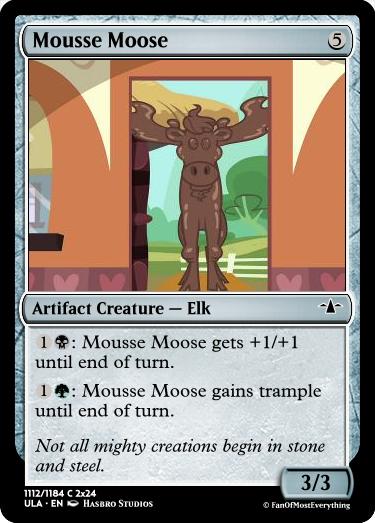 Mousse Moose 5
Artifact Creature — Elk
1 : Mousse Moose gets +1/+1
until end of turn.
1 : Mousse Moose gains trample
until end of turn.
Not all mighty creations begin in stone
and steel.
3/3
1112/1184 C 2x24
ULA · EN Hasbro Studios
© FanOfMostEverything